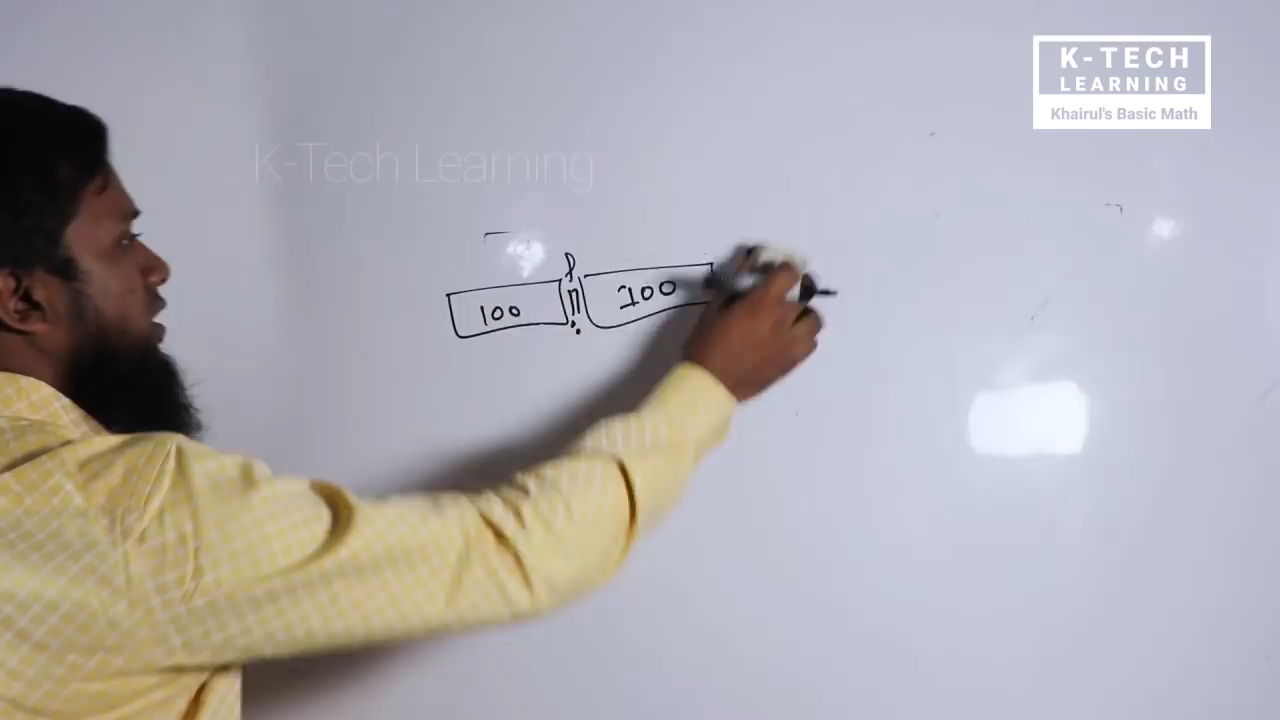 K-TECH
LEARNING
Khairul's Basic Math
K-Tech Learning
100 100